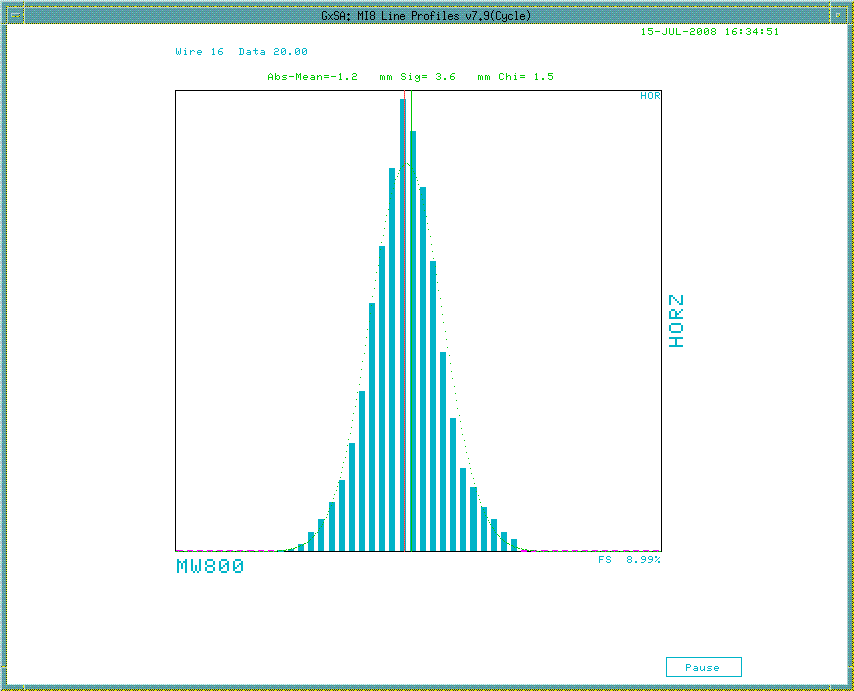 GxSA: MI8 Line Profiles v7.9(Cycle)
15-JUL-2008 16:34:51
Wire 16  Data 20.00
Abs-Mean=-1.2   mm Sig= 3.6   mm Chi= 1.5
HOR
HORZ
FS  8.99%
MW800
Pause